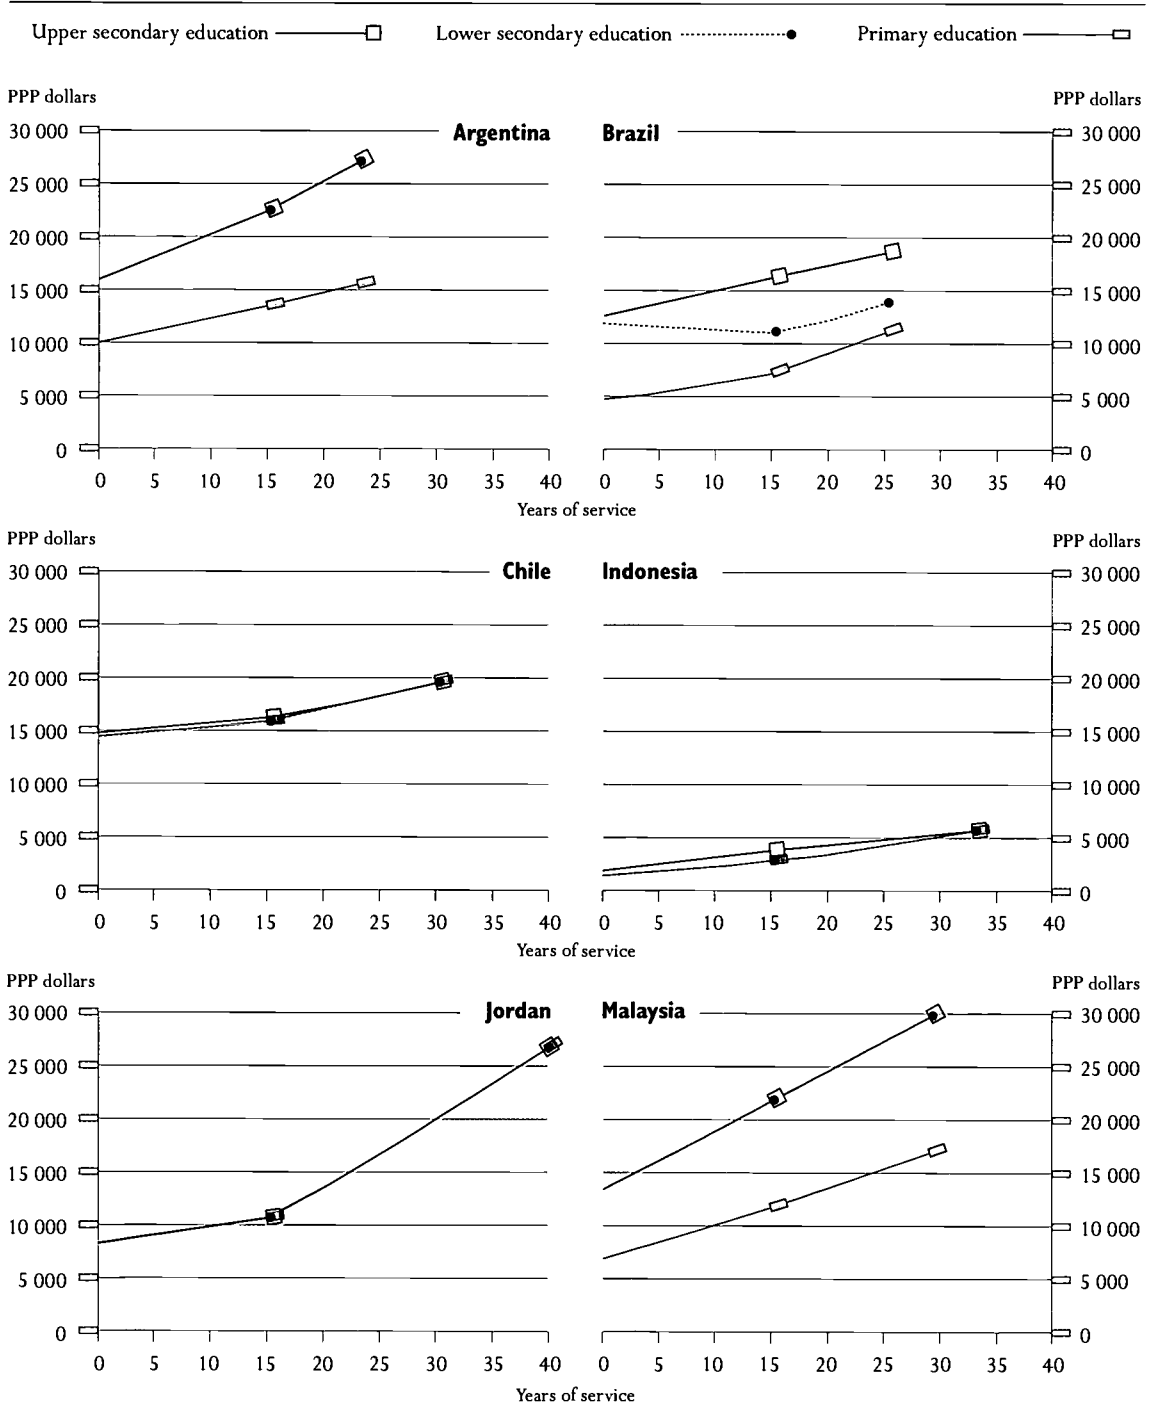 Upper secondary education Lower secondary education Primary education
PPP dollars PPP dollars
Argentina Brazil
30 000 30 000
25 000 25 000
20 000 20 000
15 000 15 000
10 000 10 000
5 000 5 000
0 0
0 5 10 15 20 25 30 35 40 0 5 10 15 20 25 30 35 40
Years of service
PPP dollars PPP dollars
Chile Indonesia
30 000 30 000
25 000 25 000
20 000 20 000
15 000 15 000
10 000 10 000
5 000 5 000
0 0
0 5 10 15 20 25 30 35 40 0 5 10 15 20 25 30 35 40
Years of service
PPP dollars PPP dollars
Jordan Malaysia
30 000 30 000
25 000 25 000
20 000 20 000
15 000 15 000
10 000 10 000
5 000 5 000
0 0
0 5 10 15 20 25 30 35 40 0 5 10 15 20 25 30 35 40
Years of service